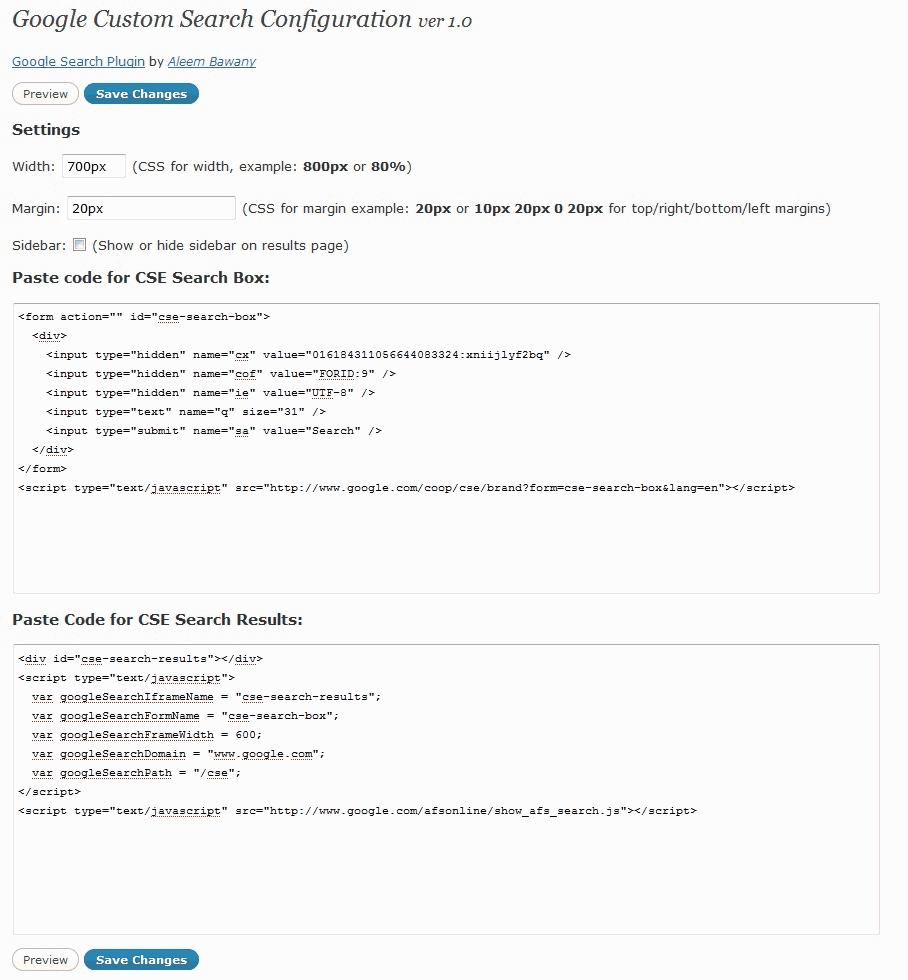 Google Custom Search Configuration ver 1.0
Google Search Plugin by Aleem Bawany
Preview Save Changes
Settings
Width: 700px (CSS for width, example: 800px or 80%)
Margin: 20px (CSS for margin example: 20px or 10px 20px 0 20px for top/right/bottom/left margins)
Sidebar: (Show or hide sidebar on results page)
Paste code for CSE Search Box:
<form action="" id="cse-search-box">
  <div>
    <input type="hidden" name="cx" value="016184311056644083324:xniijlyf2bq" />
    <input type="hidden" name="cof" value="FORID:9" />
    <input type="hidden" name="ie" value="UTF-8" />
    <input type="text" name="q" size="31" />
    <input type="submit" name="sa" value="Search" />
  </div>
</form>
<script type="text/javascript" src="http://www.google.com/coop/cse/brand?form=cse-search-box&lang=en"></script>
Paste Code for CSE Search Results:
<div id="cse-search-results"></div>
<script type="text/javascript">
  var googleSearchIframeName = "cse-search-results";
  var googleSearchFormName = "cse-search-box";
  var googleSearchFrameWidth = 600;
  var googleSearchDomain = "www.google.com";
  var googleSearchPath = "/cse";
</script>
<script type="text/javascript" src="http://www.google.com/afsonline/show_afs_search.js"></script>
Preview Save Changes